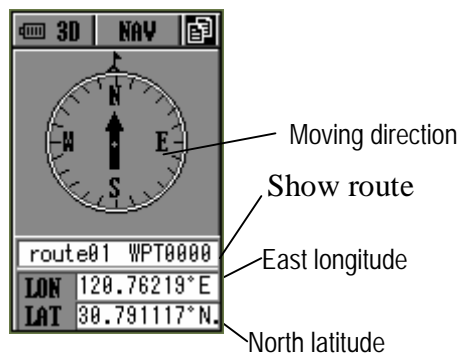 3D NAV
N
W E
S
Moving direction
Show route
route01 WPT0000
East longitude
LON 120.76219°E
LAT 30.791117°N.
North latitude